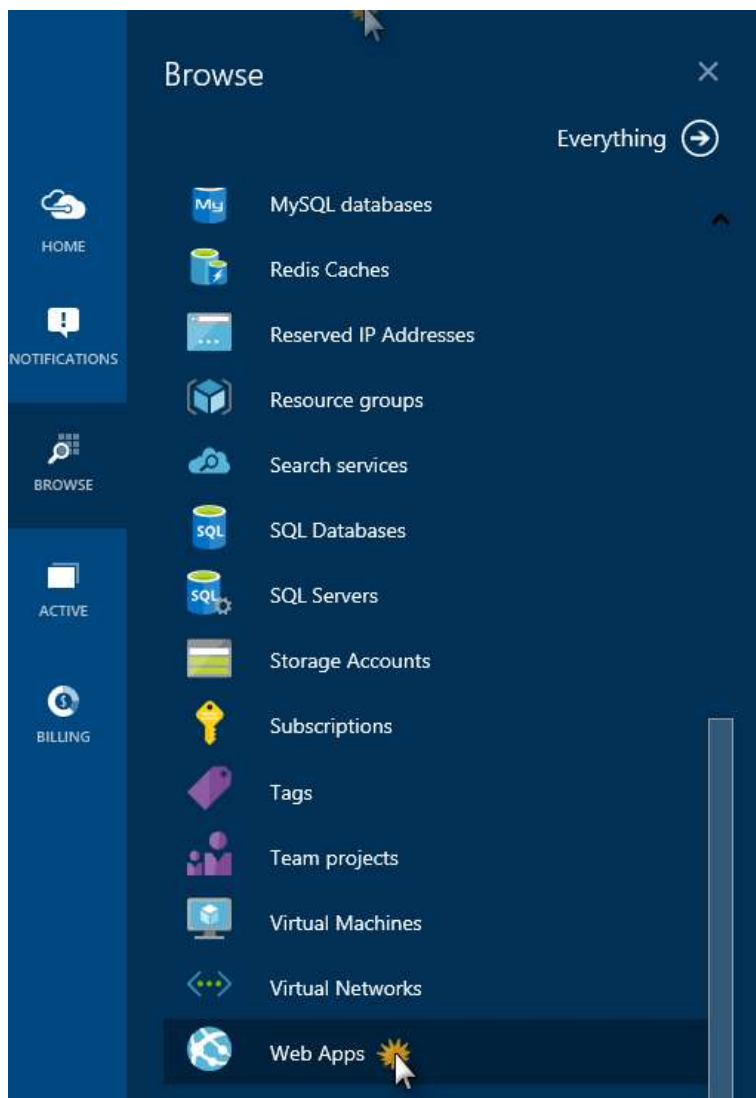 Browse
Everything
HOME
NOTIFICATIONS
BROWSE
ACTIVE
BILLING
My
MySQL databases
Redis Caches
Reserved IP Addresses
Resource groups
Search services
SQL
SQL Databases
SQL
SQL Servers
Storage Accounts
Subscriptions
Tags
Team projects
Virtual Machines
Virtual Networks
Web Apps